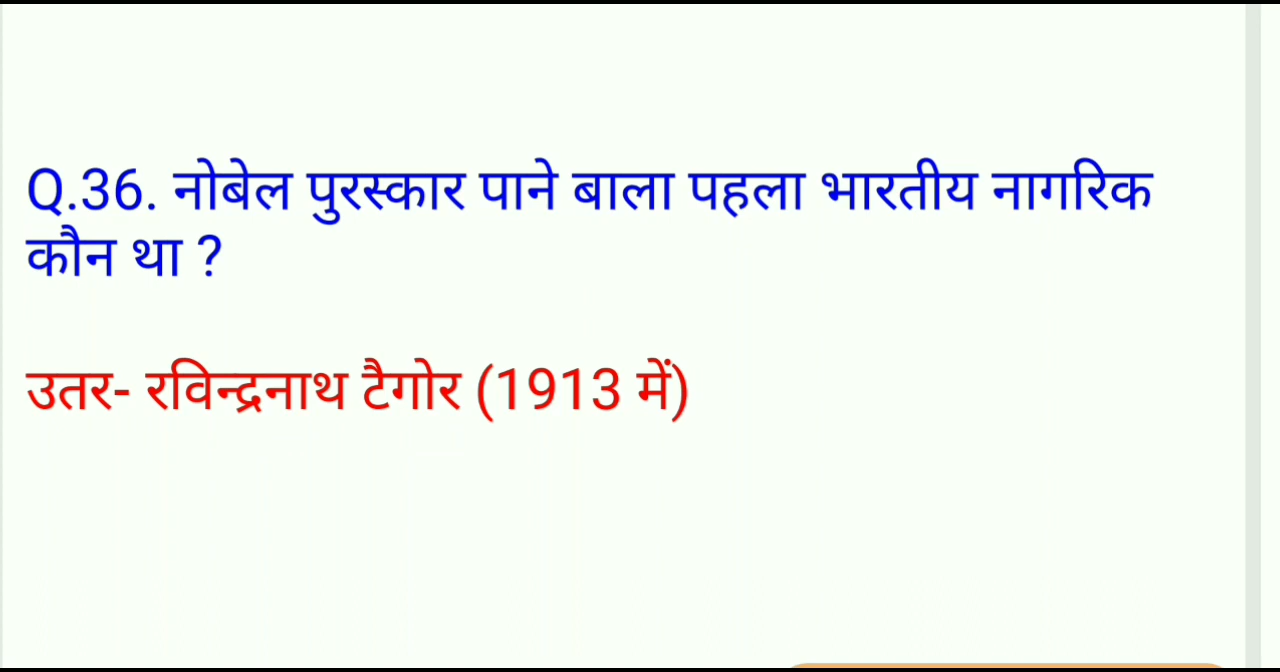 Q.36. नोबेल पुरस्कार पाने बाला पहला भारतीय नागरिक
कौन था ?
उतर- रविन्द्रनाथ टैगोर (1913 में)